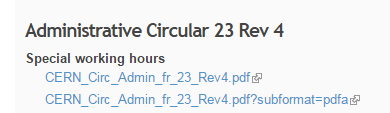 Administrative Circular 23 Rev 4
Special working hours
CERN_Circ_Admin_fr_23_Rev4.pdf
CERN_Circ_Admin_fr_23_Rev4.pdf?subformat=pdfa